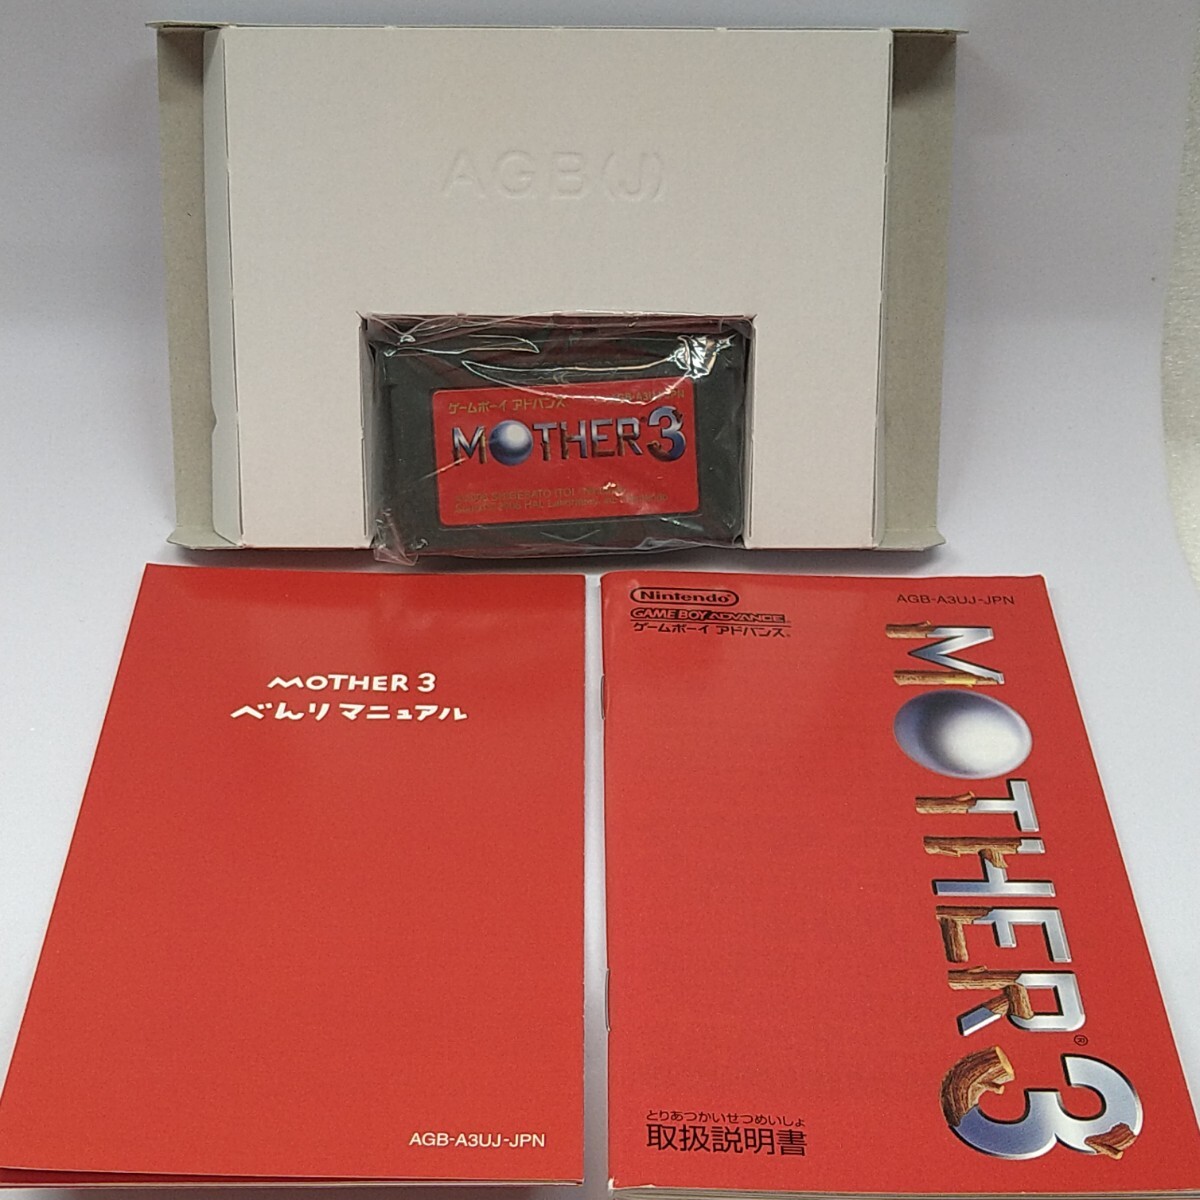 AGB(J)
ゲームボーイ アドバンス AGB-A3UJ-JPN
MOTHER 3
MOTHER 3
べんりマニュアル
AGB-A3UJ-JPN
Nintendo
GAME BOY ADVANCE
ゲームボーイ アドバンス
AGB-A3UJ-JPN
MOTHER 3
とりあつかいせつめいしょ
取扱説明書